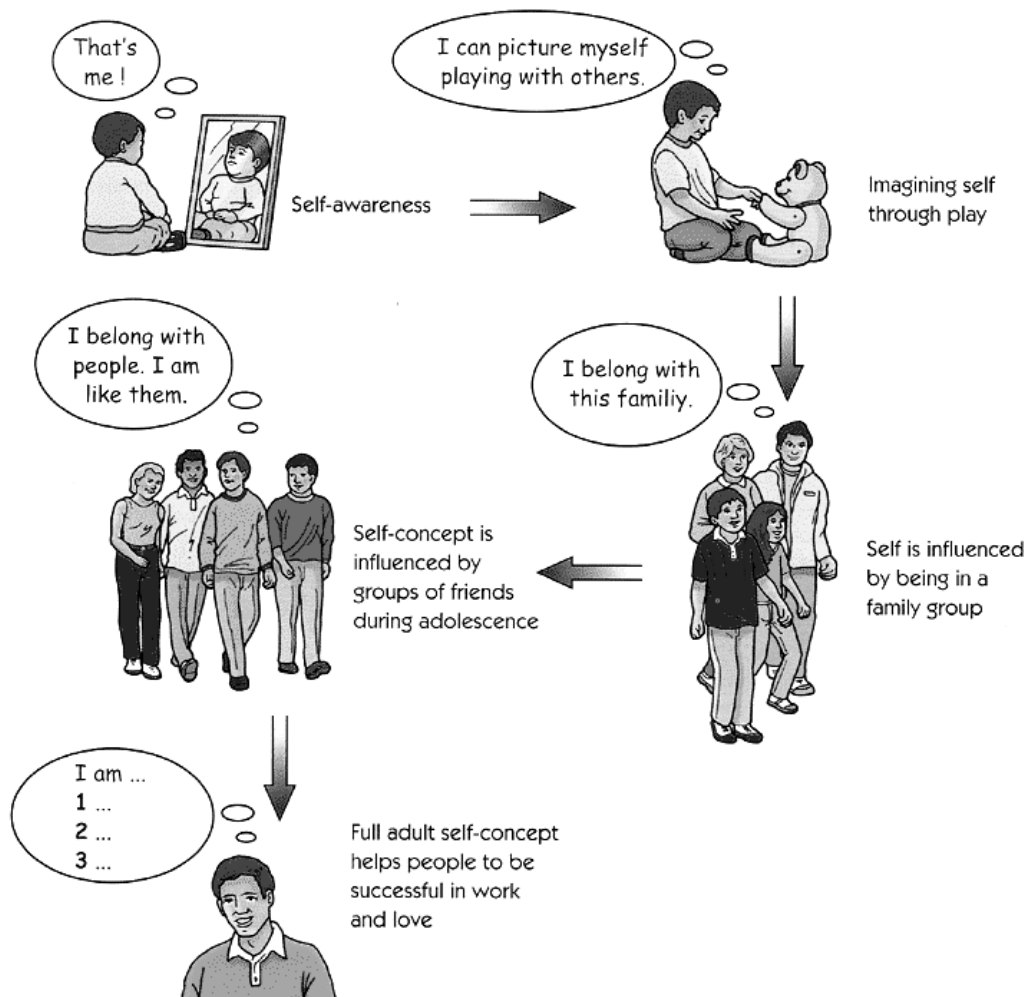 That's
me !
Self-awareness
I can picture myself
playing with others.
Imagining self
through play
I belong with
this familiy.
Self is influenced
by being in a
family group
I belong with
people. I am
like them.
Self-concept is
influenced by
groups of friends
during adolescence
I am ...
1 ...
2 ...
3 ...
Full adult self-concept
helps people to be
successful in work
and love